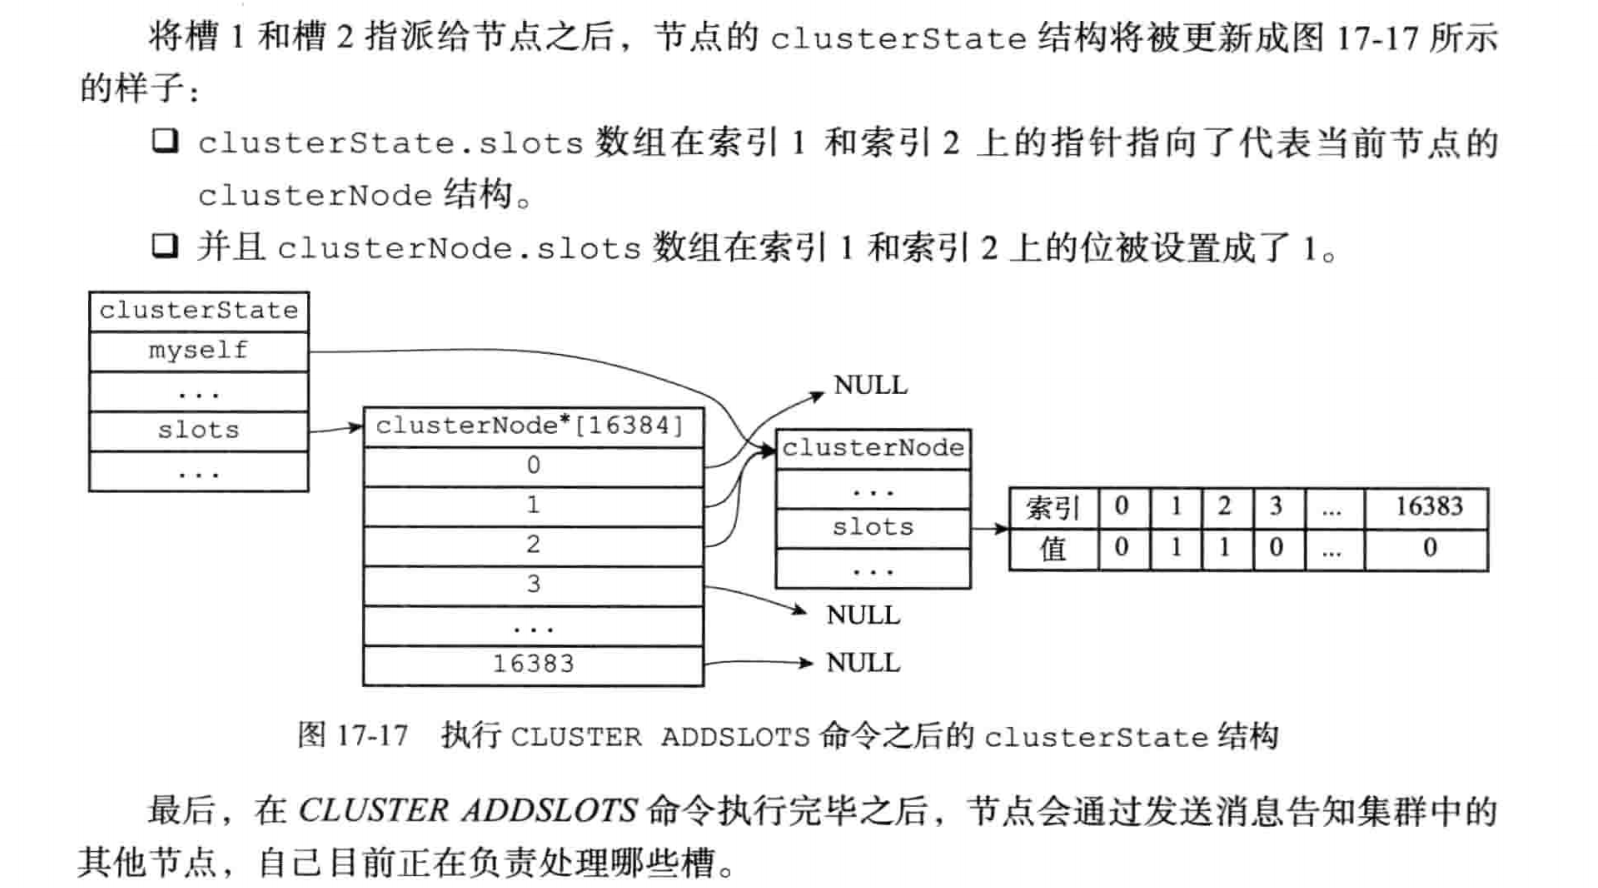 将槽 1 和槽 2 指派给节点之后，节点的 clusterState 结构将被更新成图 17-17 所示
的样子：
❑ clusterState.slots 数组在索引 1 和索引 2 上的指针指向了代表当前节点的
clusterNode 结构。
❑ 并且 clusterNode.slots 数组在索引 1 和索引 2 上的位被设置成了 1。
clusterState
myself
...
slots
...
clusterNode*[16384]
0
1
2
3
...
16383
NULL
clusterNode
...
slots
...
NULL
NULL
索引 0 1 2 3 ... 16383
值 0 1 1 0 ... 0
图 17-17 执行 CLUSTER ADDSLOTS 命令之后的 clusterState 结构
最后，在 CLUSTER ADDSLOTS 命令执行完毕之后，节点会通过发送消息告知集群中的
其他节点，自己目前正在负责处理哪些槽。